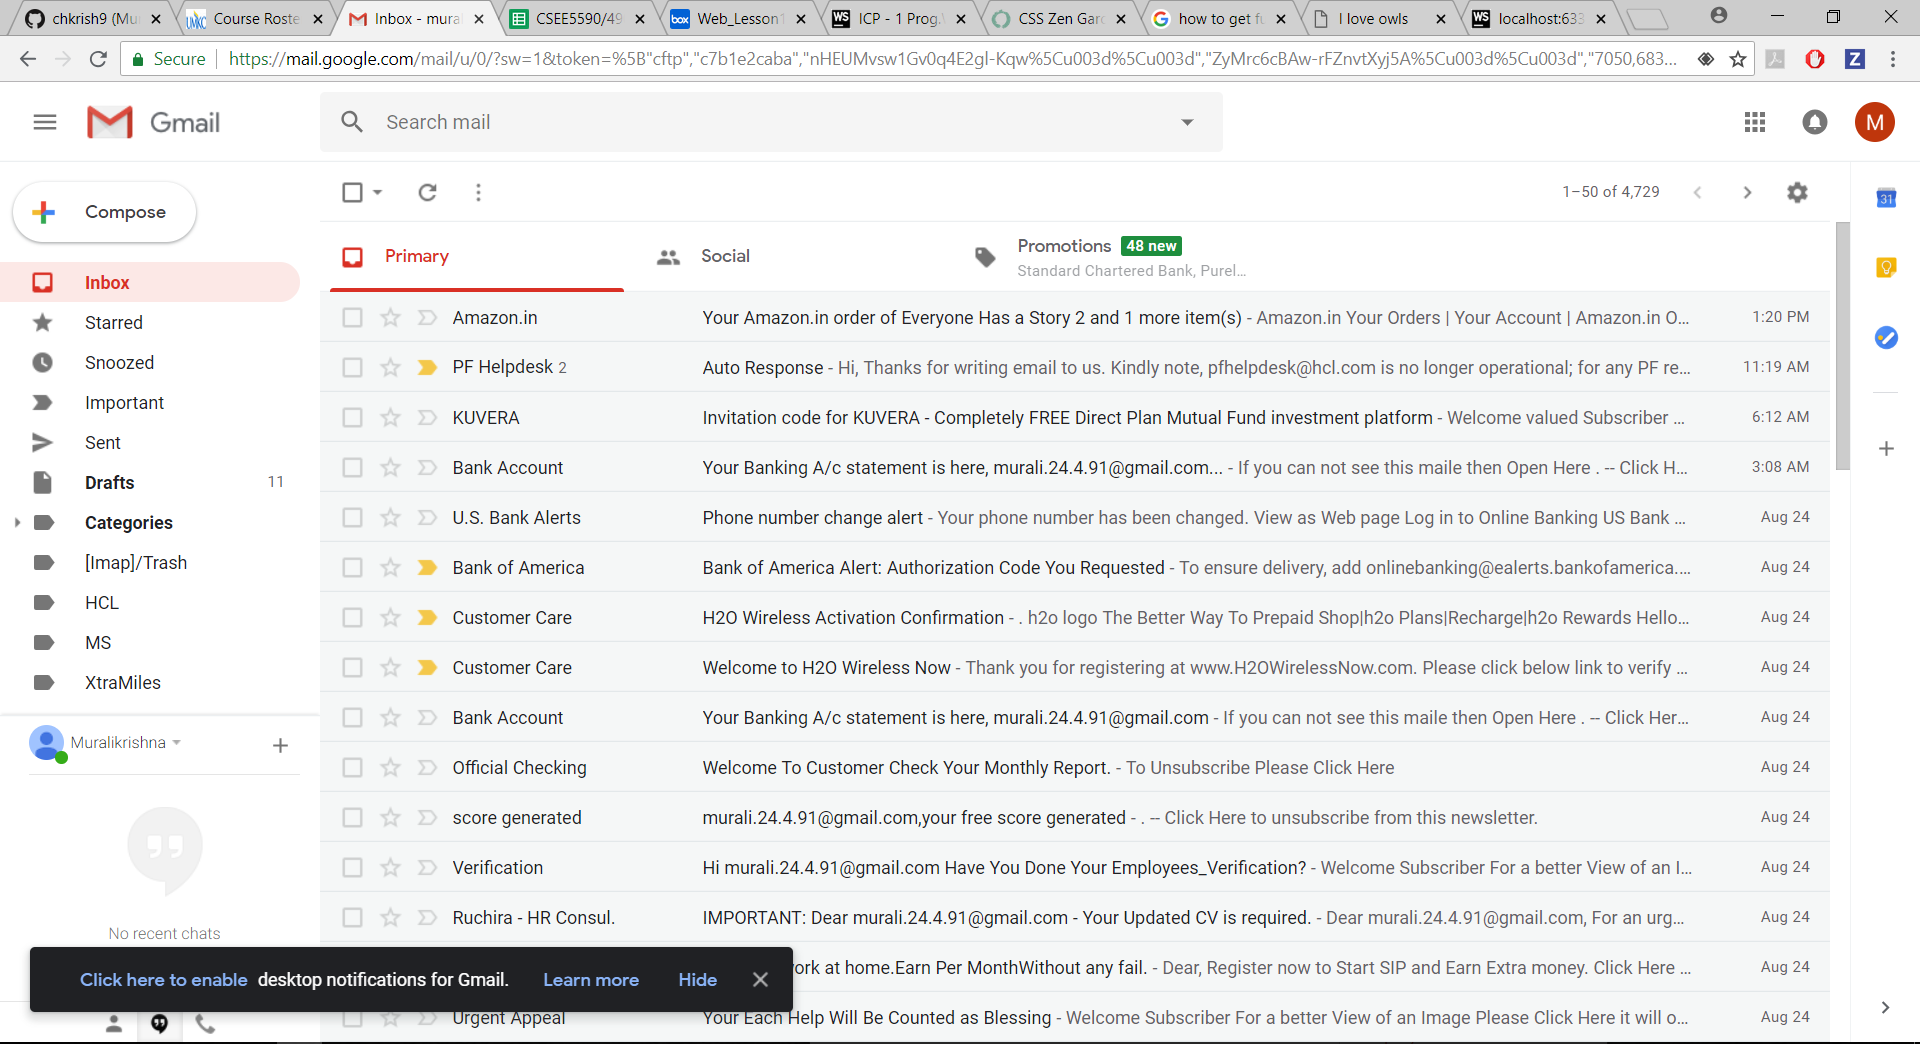 chkrish9 (Mu
Course Roste
Inbox - mural
CSEE5590/49
Web_Lesson1
ICP - 1 Prog.
CSS Zen Gard
how to get fu
I love owls
localhost:633
Secure
https://mail.google.com/mail/u/0/?sw=1&token=%5B"cftp","c7b1e2caba","nHEUMvsw1Gv0q4E2gl-Kqw%5Cu003d%5Cu003d","ZyMrc6cBAw-rFZnvtXyj5A%5Cu003d%5Cu003d","7050,683...
Gmail
Search mail
M
Compose
1–50 of 4,729
31
Primary
Social
Promotions 48 new
Standard Chartered Bank, Purel...
Inbox
Starred
Snoozed
Important
Sent
Drafts 11
Categories
[Imap]/Trash
HCL
MS
XtraMiles
Muralikrishna
No recent chats
Amazon.in Your Amazon.in order of Everyone Has a Story 2 and 1 more item(s) - Amazon.in Your Orders | Your Account | Amazon.in O... 1:20 PM
PF Helpdesk 2 Auto Response - Hi, Thanks for writing email to us. Kindly note, pfhelpdesk@hcl.com is no longer operational; for any PF re... 11:19 AM
KUVERA Invitation code for KUVERA - Completely FREE Direct Plan Mutual Fund investment platform - Welcome valued Subscriber ... 6:12 AM
Bank Account Your Banking A/c statement is here, murali.24.4.91@gmail.com... - If you can not see this maile then Open Here . -- Click H... 3:08 AM
U.S. Bank Alerts Phone number change alert - Your phone number has been changed. View as Web page Log in to Online Banking US Bank ... Aug 24
Bank of America Bank of America Alert: Authorization Code You Requested - To ensure delivery, add onlinebanking@ealerts.bankofamerica.... Aug 24
Customer Care H2O Wireless Activation Confirmation - . h2o logo The Better Way To Prepaid Shop|h2o Plans|Recharge|h2o Rewards Hello... Aug 24
Customer Care Welcome to H2O Wireless Now - Thank you for registering at www.H2OWirelessNow.com. Please click below link to verify ... Aug 24
Bank Account Your Banking A/c statement is here, murali.24.4.91@gmail.com - If you can not see this maile then Open Here . -- Click Her... Aug 24
Official Checking Welcome To Customer Check Your Monthly Report. - To Unsubscribe Please Click Here Aug 24
score generated murali.24.4.91@gmail.com,your free score generated - . -- Click Here to unsubscribe from this newsletter. Aug 24
Verification Hi murali.24.4.91@gmail.com Have You Done Your Employees_Verification? - Welcome Subscriber For a better View of an I... Aug 24
Ruchira - HR Consul. IMPORTANT: Dear murali.24.4.91@gmail.com - Your Updated CV is required. - Dear murali.24.4.91@gmail.com, For an urg... Aug 24
ork at home.Earn Per MonthWithout any fail. - Dear, Register now to Start SIP and Earn Extra money. Click Here ... Aug 24
Urgent Appeal Your Each Help Will Be Counted as Blessing - Welcome Subscriber For a better View of an Image Please Click Here it will o... Aug 24
Click here to enable desktop notifications for Gmail. Learn more Hide